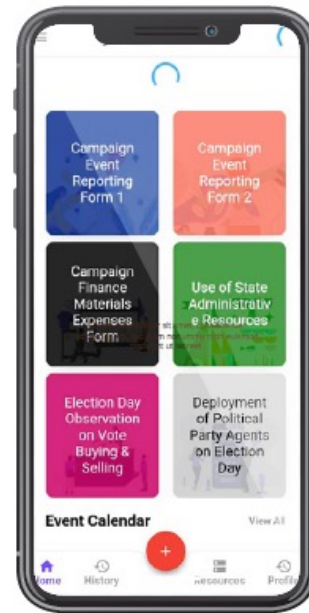 Campaign
Event
Reporting
Form 1
Campaign
Event
Reporting
Form 2
Campaign
Finance
Materials
Expenses
Form
Use of State
Administrativ
e Resources
Election Day
Observation
on Vote
Buying &
Selling
Deployment
of Political
Party Agents
on Election
Day
Event Calendar
View All
+
Home
History
Resources
Profile